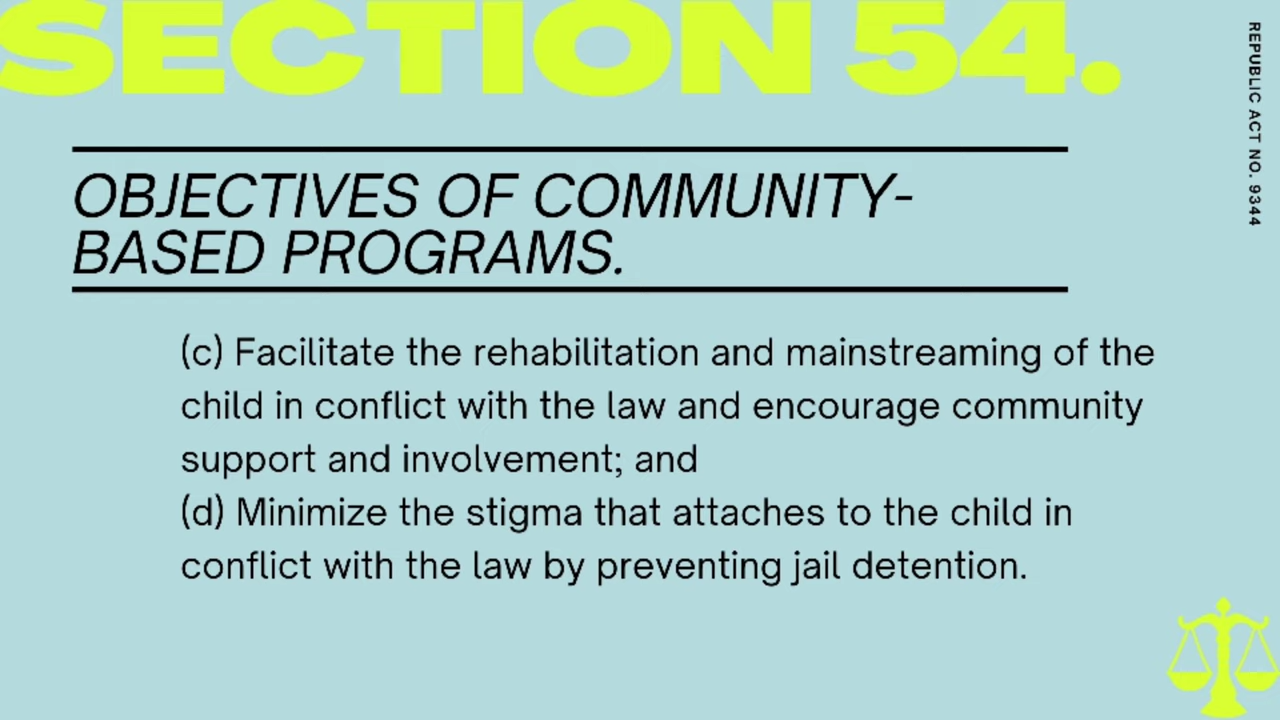 SECTION 54.
REPUBLIC ACT NO. 9344
OBJECTIVES OF COMMUNITY-
BASED PROGRAMS.
(c) Facilitate the rehabilitation and mainstreaming of the
child in conflict with the law and encourage community
support and involvement; and
(d) Minimize the stigma that attaches to the child in
conflict with the law by preventing jail detention.